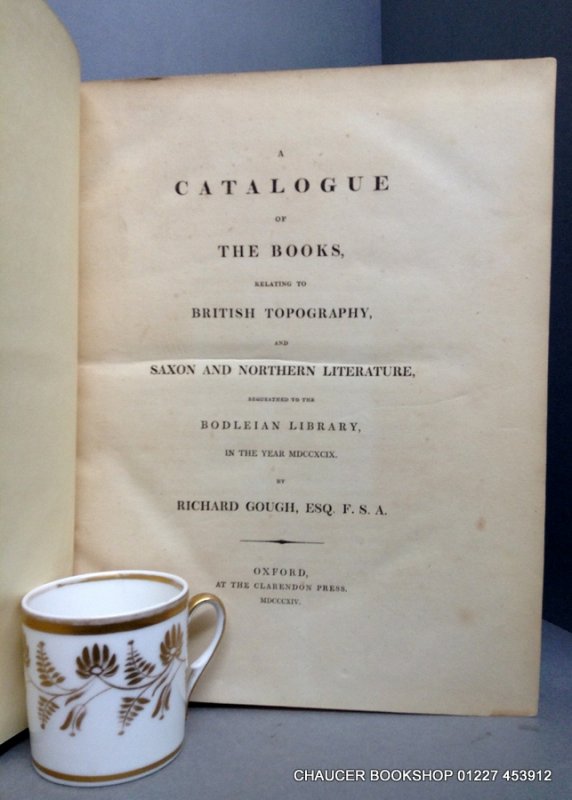 A
CATALOGUE
OF
THE BOOKS,
RELATING TO
BRITISH TOPOGRAPHY,
AND
SAXON AND NORTHERN LITERATURE,
BEQUEATHED TO THE
BODLEIAN LIBRARY,
IN THE YEAR MDCCXCIX.
BY
RICHARD GOUGH, ESQ. F. S. A.
OXFORD,
AT THE CLARENDON PRESS.
MDCCCXIV.
CHAUCER BOOKSHOP 01227 453912